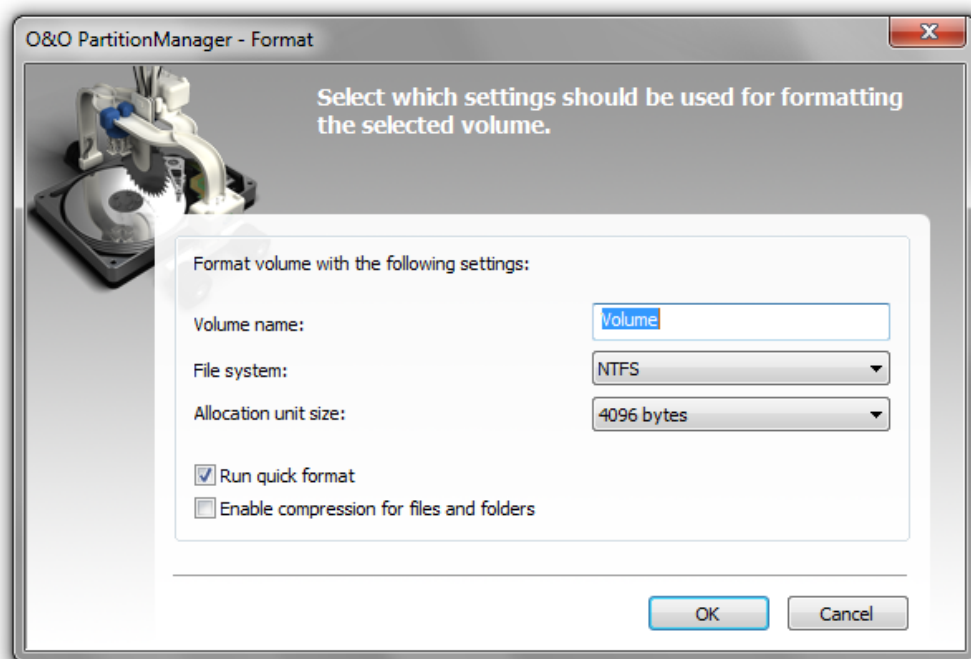 O&O PartitionManager - Format
Select which settings should be used for formatting
the selected volume.
Format volume with the following settings:
Volume name:
Volume
File system:
NTFS
Allocation unit size:
4096 bytes
Run quick format
Enable compression for files and folders
OK
Cancel